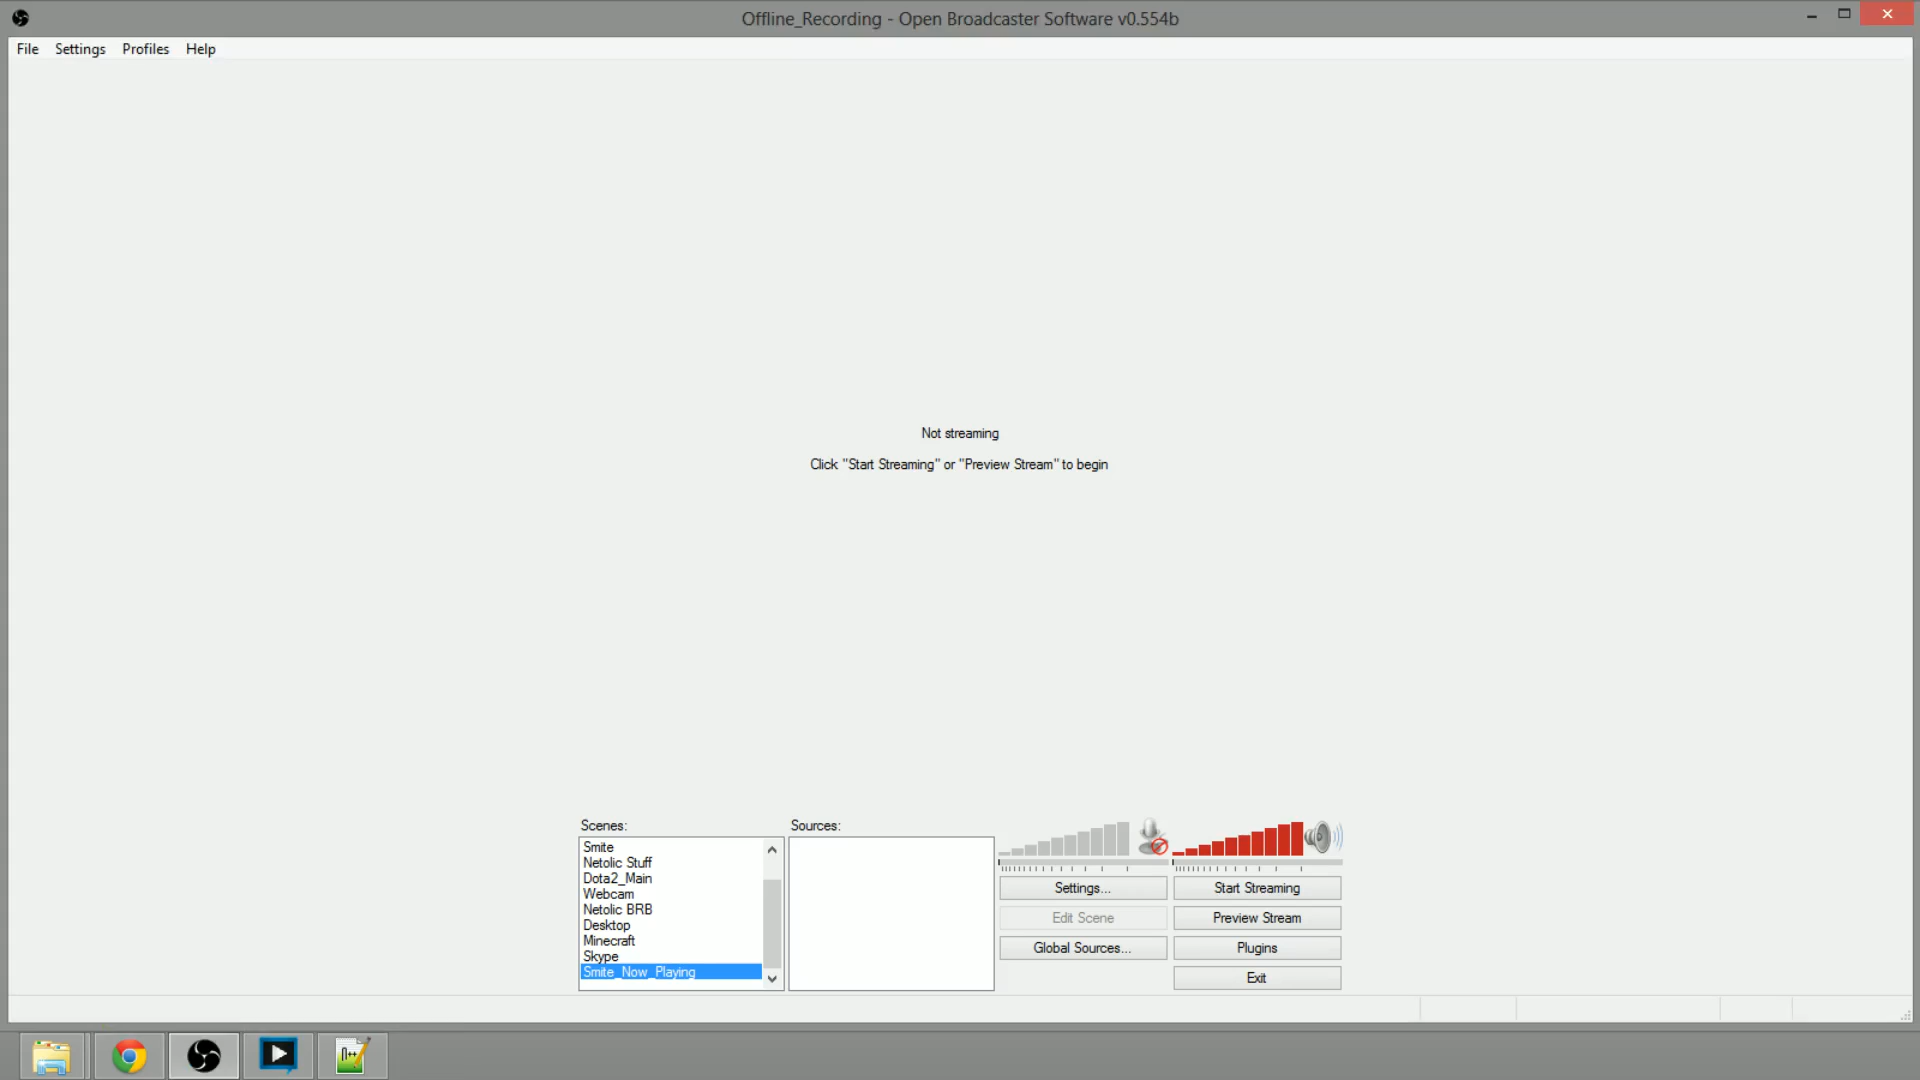 Offline_Recording - Open Broadcaster Software v0.554b
File Settings Profiles Help
Not streaming
Click "Start Streaming" or "Preview Stream" to begin
Scenes:
Sources:
Smite
Netolic Stuff
Dota2_Main
Webcam
Netolic BRB
Desktop
Minecraft
Skype
Smite_Now_Playing
Settings...
Start Streaming
Edit Scene
Preview Stream
Global Sources...
Plugins
Exit